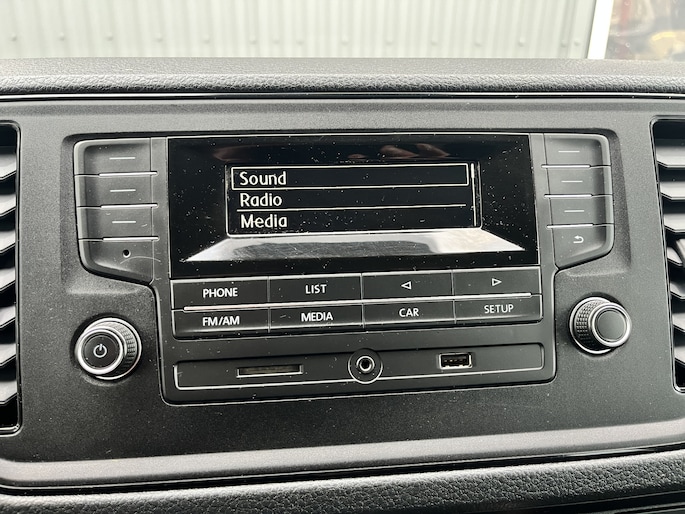 Sound
Radio
Media
PHONE LIST
FM/AM MEDIA CAR SETUP